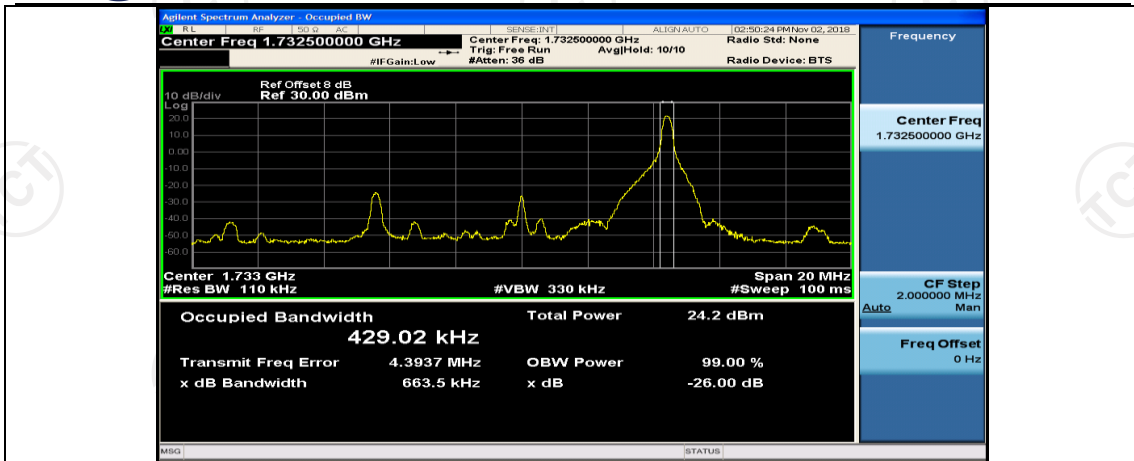 Agilent Spectrum Analyzer - Occupied BW
LXI RL RF 50 Ω AC SENSE:INT ALIGN AUTO 02:50:24 PM Nov 02, 2018
Center Freq 1.732500000 GHz
Center Freq: 1.732500000 GHz
Radio Std: None
Trig: Free Run Avg|Hold: 10/10
#IFGain:Low
#Atten: 36 dB
Radio Device: BTS
Frequency
Ref Offset 8 dB
10 dB/div Ref 30.00 dBm
Log
20.0
10.0
0.00
-10.0
-20.0
-30.0
-40.0
-50.0
-60.0
Center 1.733 GHz Span 20 MHz
#Res BW 110 kHz #VBW 330 kHz #Sweep 100 ms
Center Freq
1.732500000 GHz
CF Step
2.000000 MHz
Auto Man
Freq Offset
0 Hz
Occupied Bandwidth Total Power 24.2 dBm
429.02 kHz
Transmit Freq Error 4.3937 MHz OBW Power 99.00 %
x dB Bandwidth 663.5 kHz x dB -26.00 dB
MSG STATUS
TCT
TCT